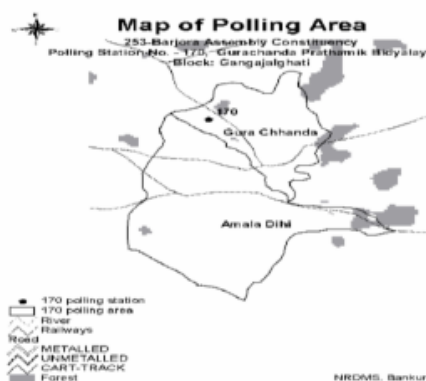 Map of Polling Area
253-Barjora Assembly Constituency
Polling Station No. - 170, Gurachanda Prathamik Bidyalay
Block: Gangajalghati
170
Gura Chhanda
Amala Dihi
170 polling station
170 polling area
River
Railways
Road
METALLED
UNMETALLED
CART-TRACK
Forest
NRDMS, Bankur